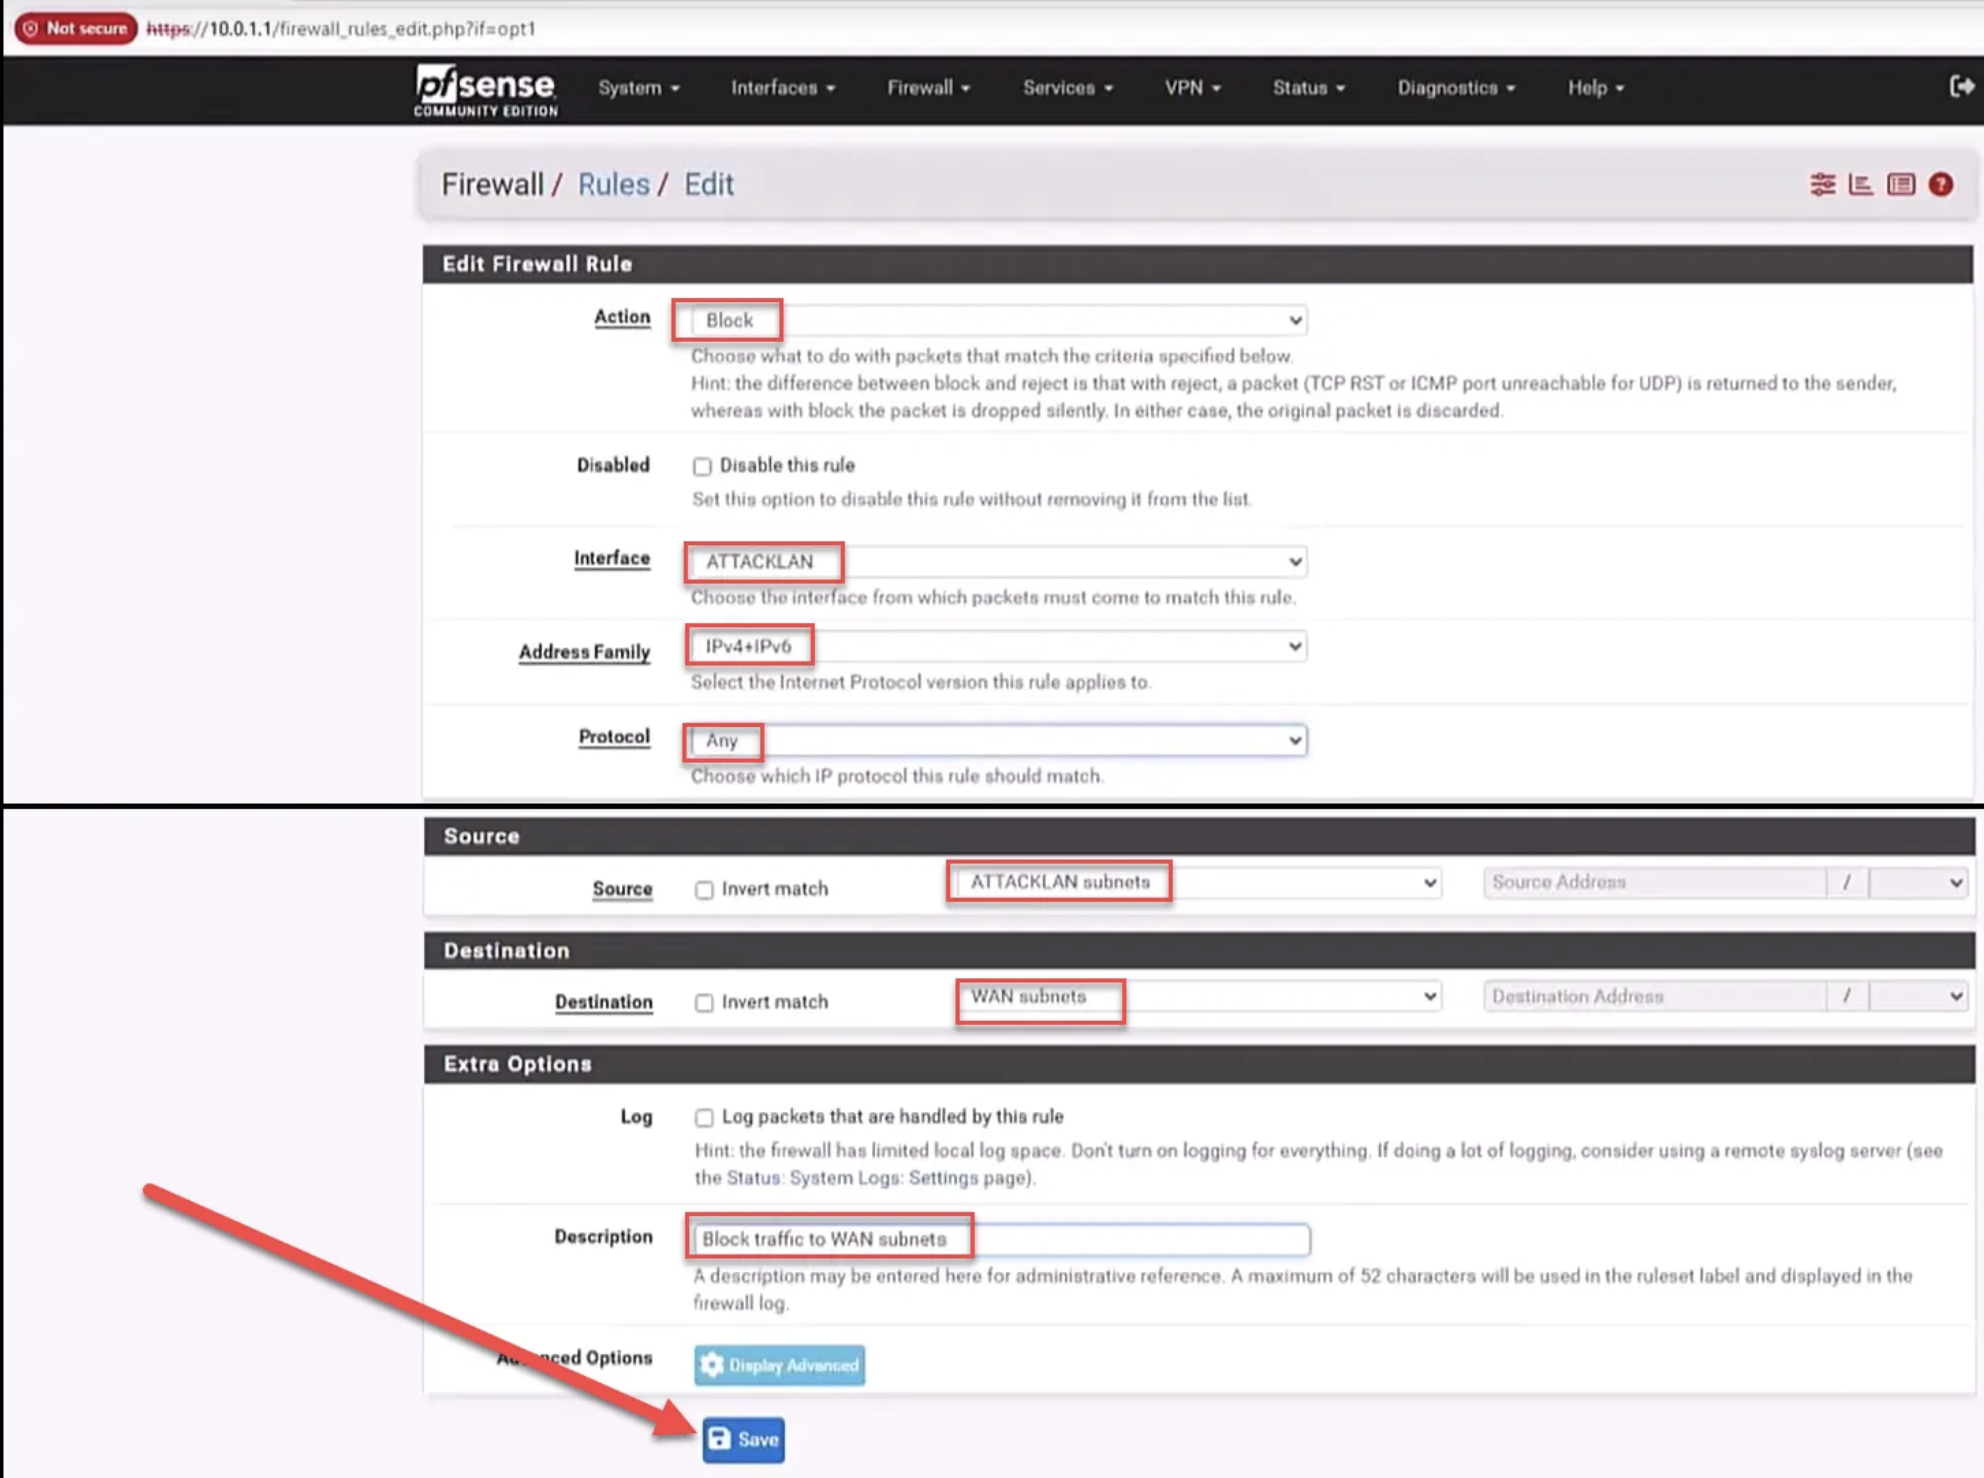 Not secure https://10.0.1.1/firewall_rules_edit.php?if=opt1
pfsense System Interfaces Firewall Services VPN Status Diagnostics Help
COMMUNITY EDITION
Firewall / Rules / Edit
?
Edit Firewall Rule
Action Block
Choose what to do with packets that match the criteria specified below.
Hint: the difference between block and reject is that with reject, a packet (TCP RST or ICMP port unreachable for UDP) is returned to the sender,
whereas with block the packet is dropped silently. In either case, the original packet is discarded.
Disabled Disable this rule
Set this option to disable this rule without removing it from the list.
Interface ATTACKLAN
Choose the interface from which packets must come to match this rule.
Address Family IPv4+IPv6
Select the Internet Protocol version this rule applies to.
Protocol Any
Choose which IP protocol this rule should match.
Source
Source Invert match ATTACKLAN subnets Source Address /
Destination
Destination Invert match WAN subnets Destination Address /
Extra Options
Log Log packets that are handled by this rule
Hint: the firewall has limited local log space. Don't turn on logging for everything. If doing a lot of logging, consider using a remote syslog server (see
the Status: System Logs: Settings page).
Description Block traffic to WAN subnets
A description may be entered here for administrative reference. A maximum of 52 characters will be used in the ruleset label and displayed in the
firewall log.
Advanced Options Display Advanced
Save